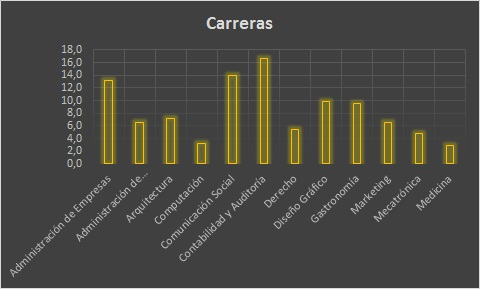 Carreras
18,0
16,0
14,0
12,0
10,0
8,0
6,0
4,0
2,0
0,0
Administración de Empresas
Administración de...
Arquitectura
Computación
Comunicación Social
Contabilidad y Auditoría
Derecho
Diseño Gráfico
Gastronomía
Marketing
Mecatrónica
Medicina